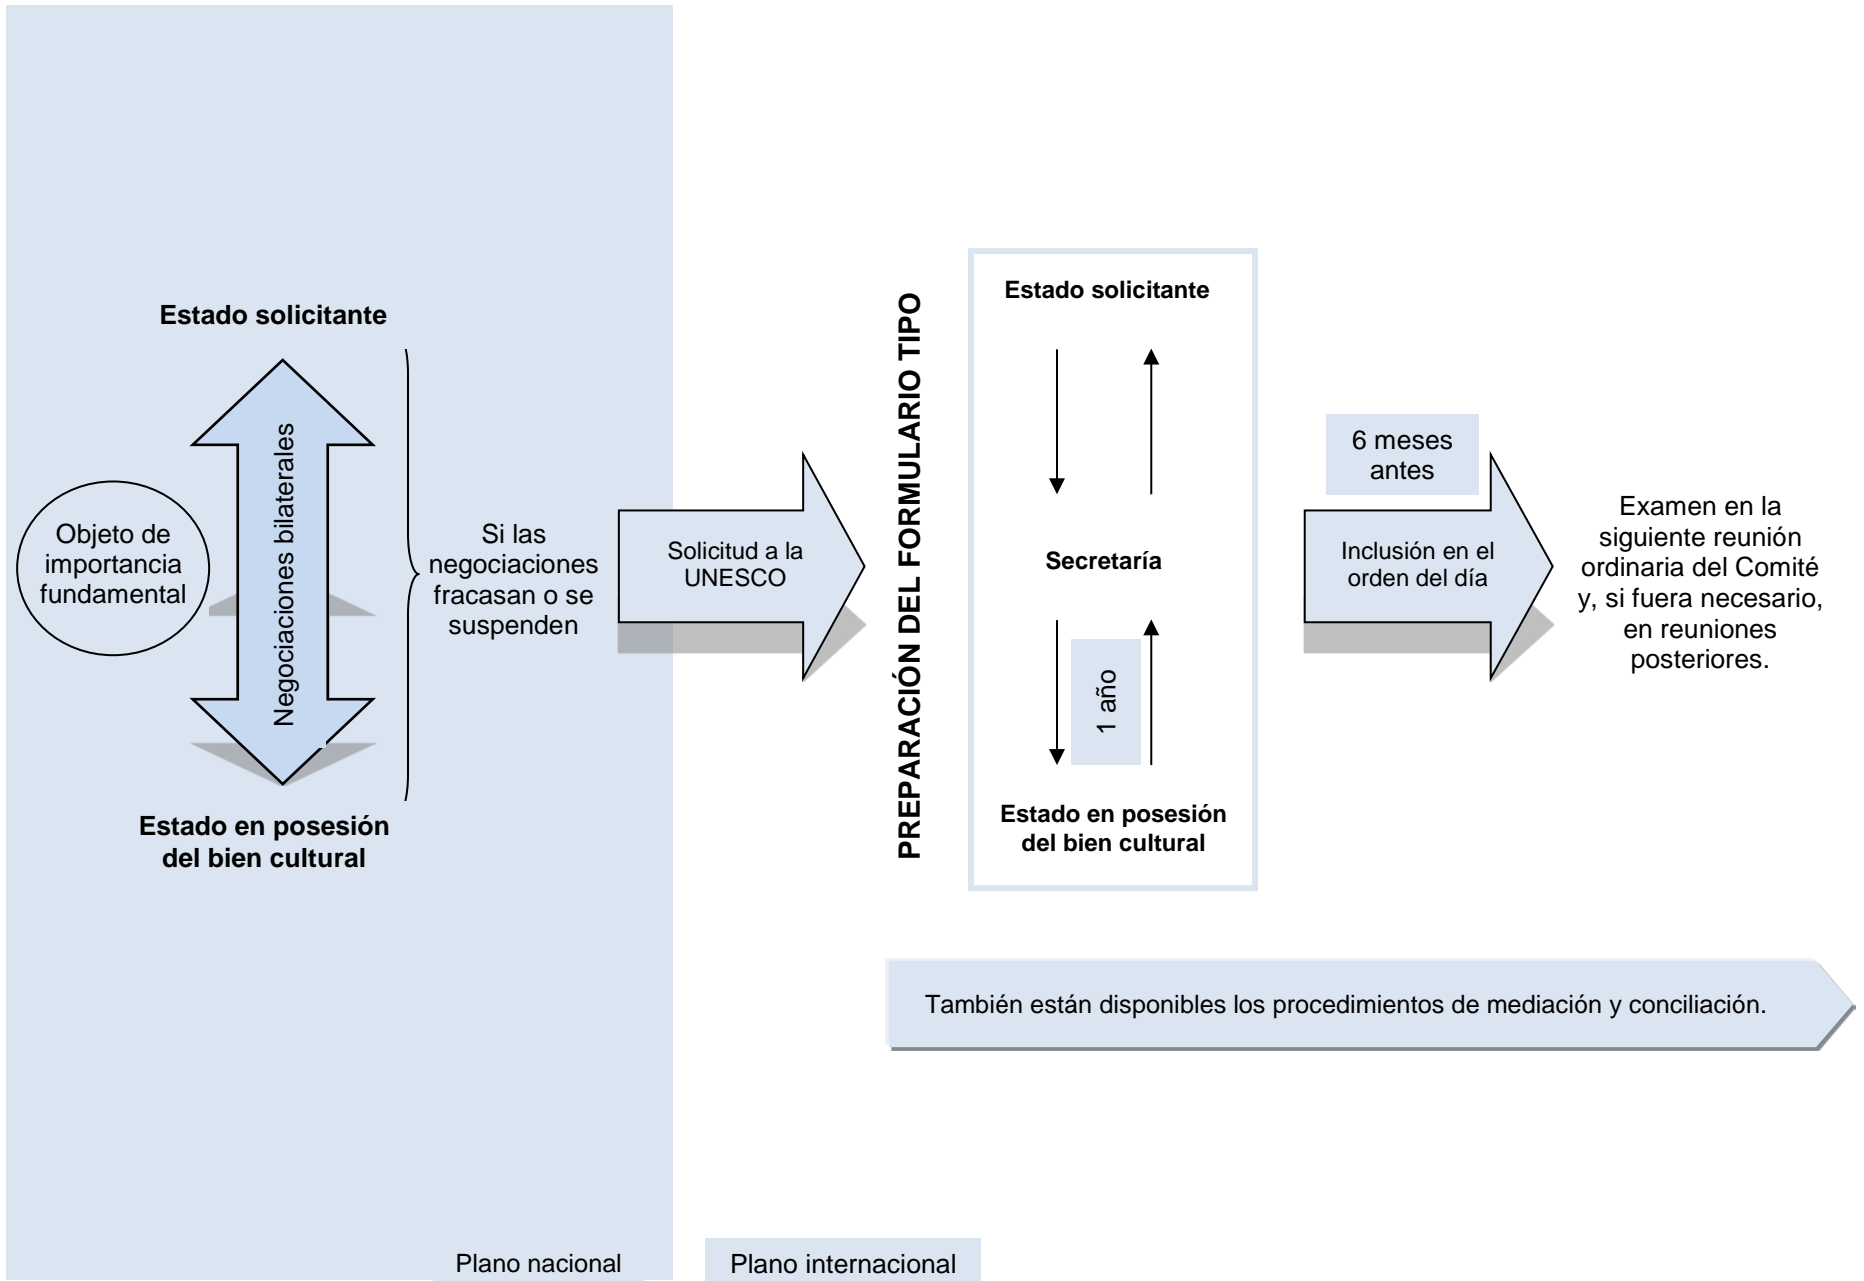 Estado solicitante
Negociaciones bilaterales
Objeto de
importancia
fundamental
Estado en posesión
del bien cultural
Si las
negociaciones
fracasan o se
suspenden
Solicitud a la
UNESCO
PREPARACIÓN DEL FORMULARIO TIPO
Estado solicitante
Secretaría
1 año
Estado en posesión
del bien cultural
6 meses
antes
Inclusión en el
orden del día
Examen en la
siguiente reunión
ordinaria del Comité
y, si fuera necesario,
en reuniones
posteriores.
También están disponibles los procedimientos de mediación y conciliación.
Plano nacional
Plano internacional